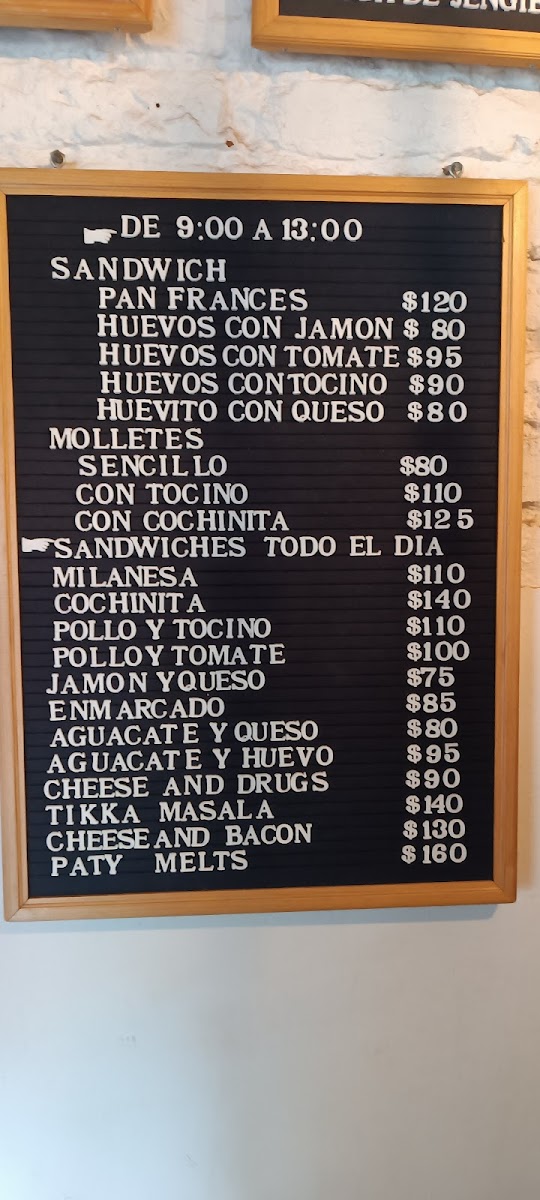 DE 9:00 A 13:00
SANDWICH
PAN FRANCES $120
HUEVOS CON JAMON $ 80
HUEVOS CON TOMATE $95
HUEVOS CON TOCINO $90
HUEVITO CON QUESO $80
MOLLETES
SENCILLO $80
CON TOCINO $110
CON COCHINITA $125
SANDWICHES TODO EL DIA
MILANESA $110
COCHINITA $140
POLLO Y TOCINO $110
POLLO Y TOMATE $100
JAMON Y QUESO $75
ENMARCADO $85
AGUACATE Y QUESO $80
AGUACATE Y HUEVO $95
CHEESE AND DRUGS $90
TIKKA MASALA $140
CHEESE AND BACON $130
PATY MELTS $160